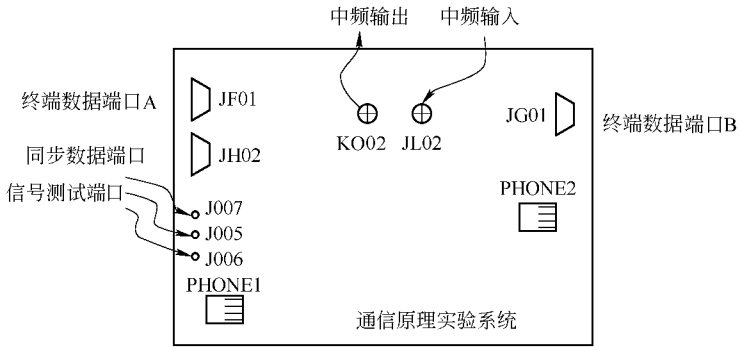 中频输出 中频输入
终端数据端口A
JF01
KO02 JL02
JG01
终端数据端口B
JH02
同步数据端口
信号测试端口
PHONE2
J007
J005
J006
PHONE1
通信原理实验系统